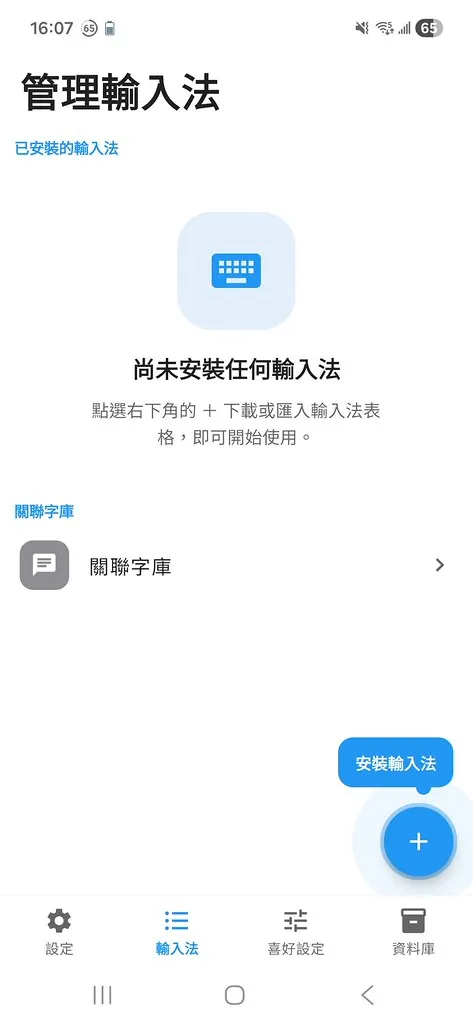 16:07 65 65
管理輸入法
已安裝的輸入法
尚未安裝任何輸入法
點選右下角的 ＋ 下載或匯入輸入法表
格，即可開始使用。
關聯字庫
關聯字庫
安裝輸入法
設定 輸入法 喜好設定 資料庫